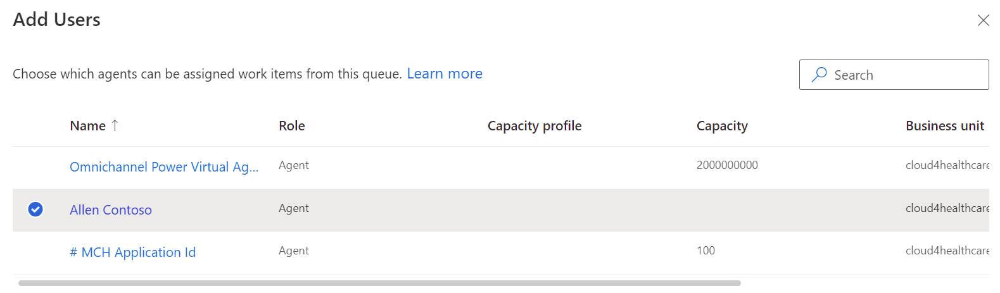 Add Users
Choose which agents can be assigned work items from this queue. Learn more
Search
Name ↑ Role Capacity profile Capacity Business unit
Omnichannel Power Virtual Ag... Agent 2000000000 cloud4healthcare
Allen Contoso Agent cloud4healthcare
# MCH Application Id Agent 100 cloud4healthcare